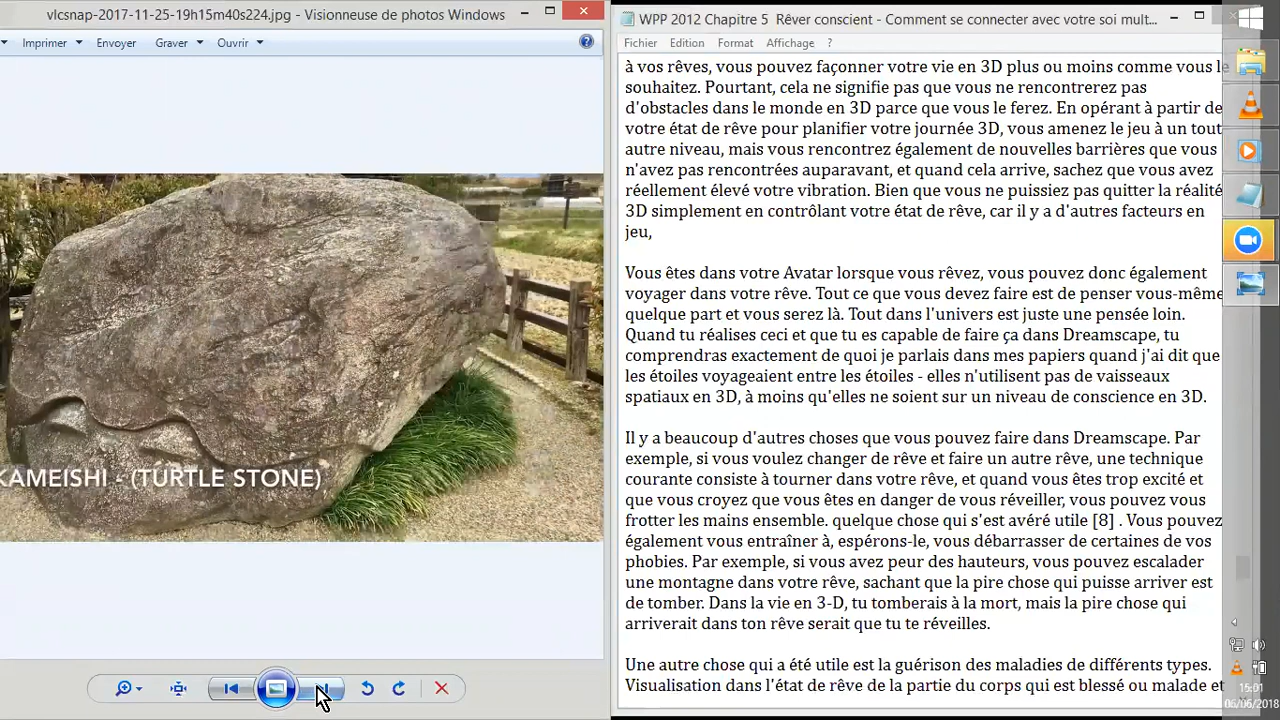 vlcsnap-2017-11-25-19h15m40s224.jpg - Visionneuse de photos Windows
Imprimer
Envoyer
Graver
Ouvrir
KAMEISHI - (TURTLE STONE)
WPP 2012 Chapitre 5 Rêver conscient - Comment se connecter avec votre soi mult...
Fichier Edition Format Affichage ?
à vos rêves, vous pouvez façonner votre vie en 3D plus ou moins comme vous le
souhaitez. Pourtant, cela ne signifie pas que vous ne rencontrerez pas
d'obstacles dans le monde en 3D parce que vous le ferez. En opérant à partir de
votre état de rêve pour planifier votre journée 3D, vous amenez le jeu à un tout
autre niveau, mais vous rencontrez également de nouvelles barrières que vous
n'avez pas rencontrées auparavant, et quand cela arrive, sachez que vous avez
réellement élevé votre vibration. Bien que vous ne puissiez pas quitter la réalité
3D simplement en contrôlant votre état de rêve, car il y a d'autres facteurs en
jeu,
Vous êtes dans votre Avatar lorsque vous rêvez, vous pouvez donc également
voyager dans votre rêve. Tout ce que vous devez faire est de penser vous-même
quelque part et vous serez là. Tout dans l'univers est juste une pensée loin.
Quand tu réalises ceci et que tu es capable de faire ça dans Dreamscape, tu
comprendras exactement de quoi je parlais dans mes papiers quand j'ai dit que
les étoiles voyageaient entre les étoiles - elles n'utilisent pas de vaisseaux
spatiaux en 3D, à moins qu'elles ne soient sur un niveau de conscience en 3D.
Il y a beaucoup d'autres choses que vous pouvez faire dans Dreamscape. Par
exemple, si vous voulez changer de rêve et faire un autre rêve, une technique
courante consiste à tourner dans votre rêve, et quand vous êtes trop excité et
que vous croyez que vous êtes en danger de vous réveiller, vous pouvez vous
frotter les mains ensemble. quelque chose qui s'est avéré utile [8] . Vous pouvez
également vous entraîner à, espérons-le, vous débarrasser de certaines de vos
phobies. Par exemple, si vous avez peur des hauteurs, vous pouvez escalader
une montagne dans votre rêve, sachant que la pire chose qui puisse arriver est
de tomber. Dans la vie en 3-D, tu tomberais à la mort, mais la pire chose qui
arriverait dans ton rêve serait que tu te réveilles.
Une autre chose qui a été utile est la guérison des maladies de différents types.
Visualisation dans l'état de rêve de la partie du corps qui est blessé ou malade et
15:01
06/06/2018